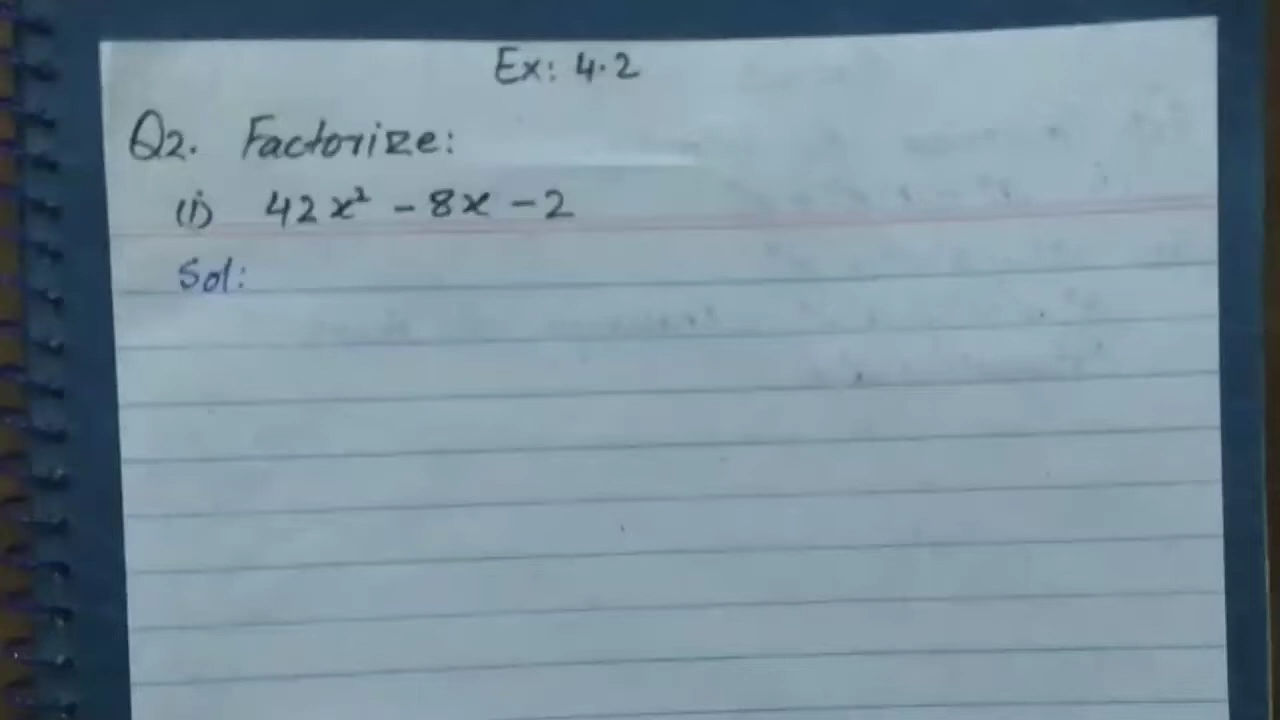 Ex: 4.2
Q2. Factorize:
(i) 42x² - 8x - 2
Sol: